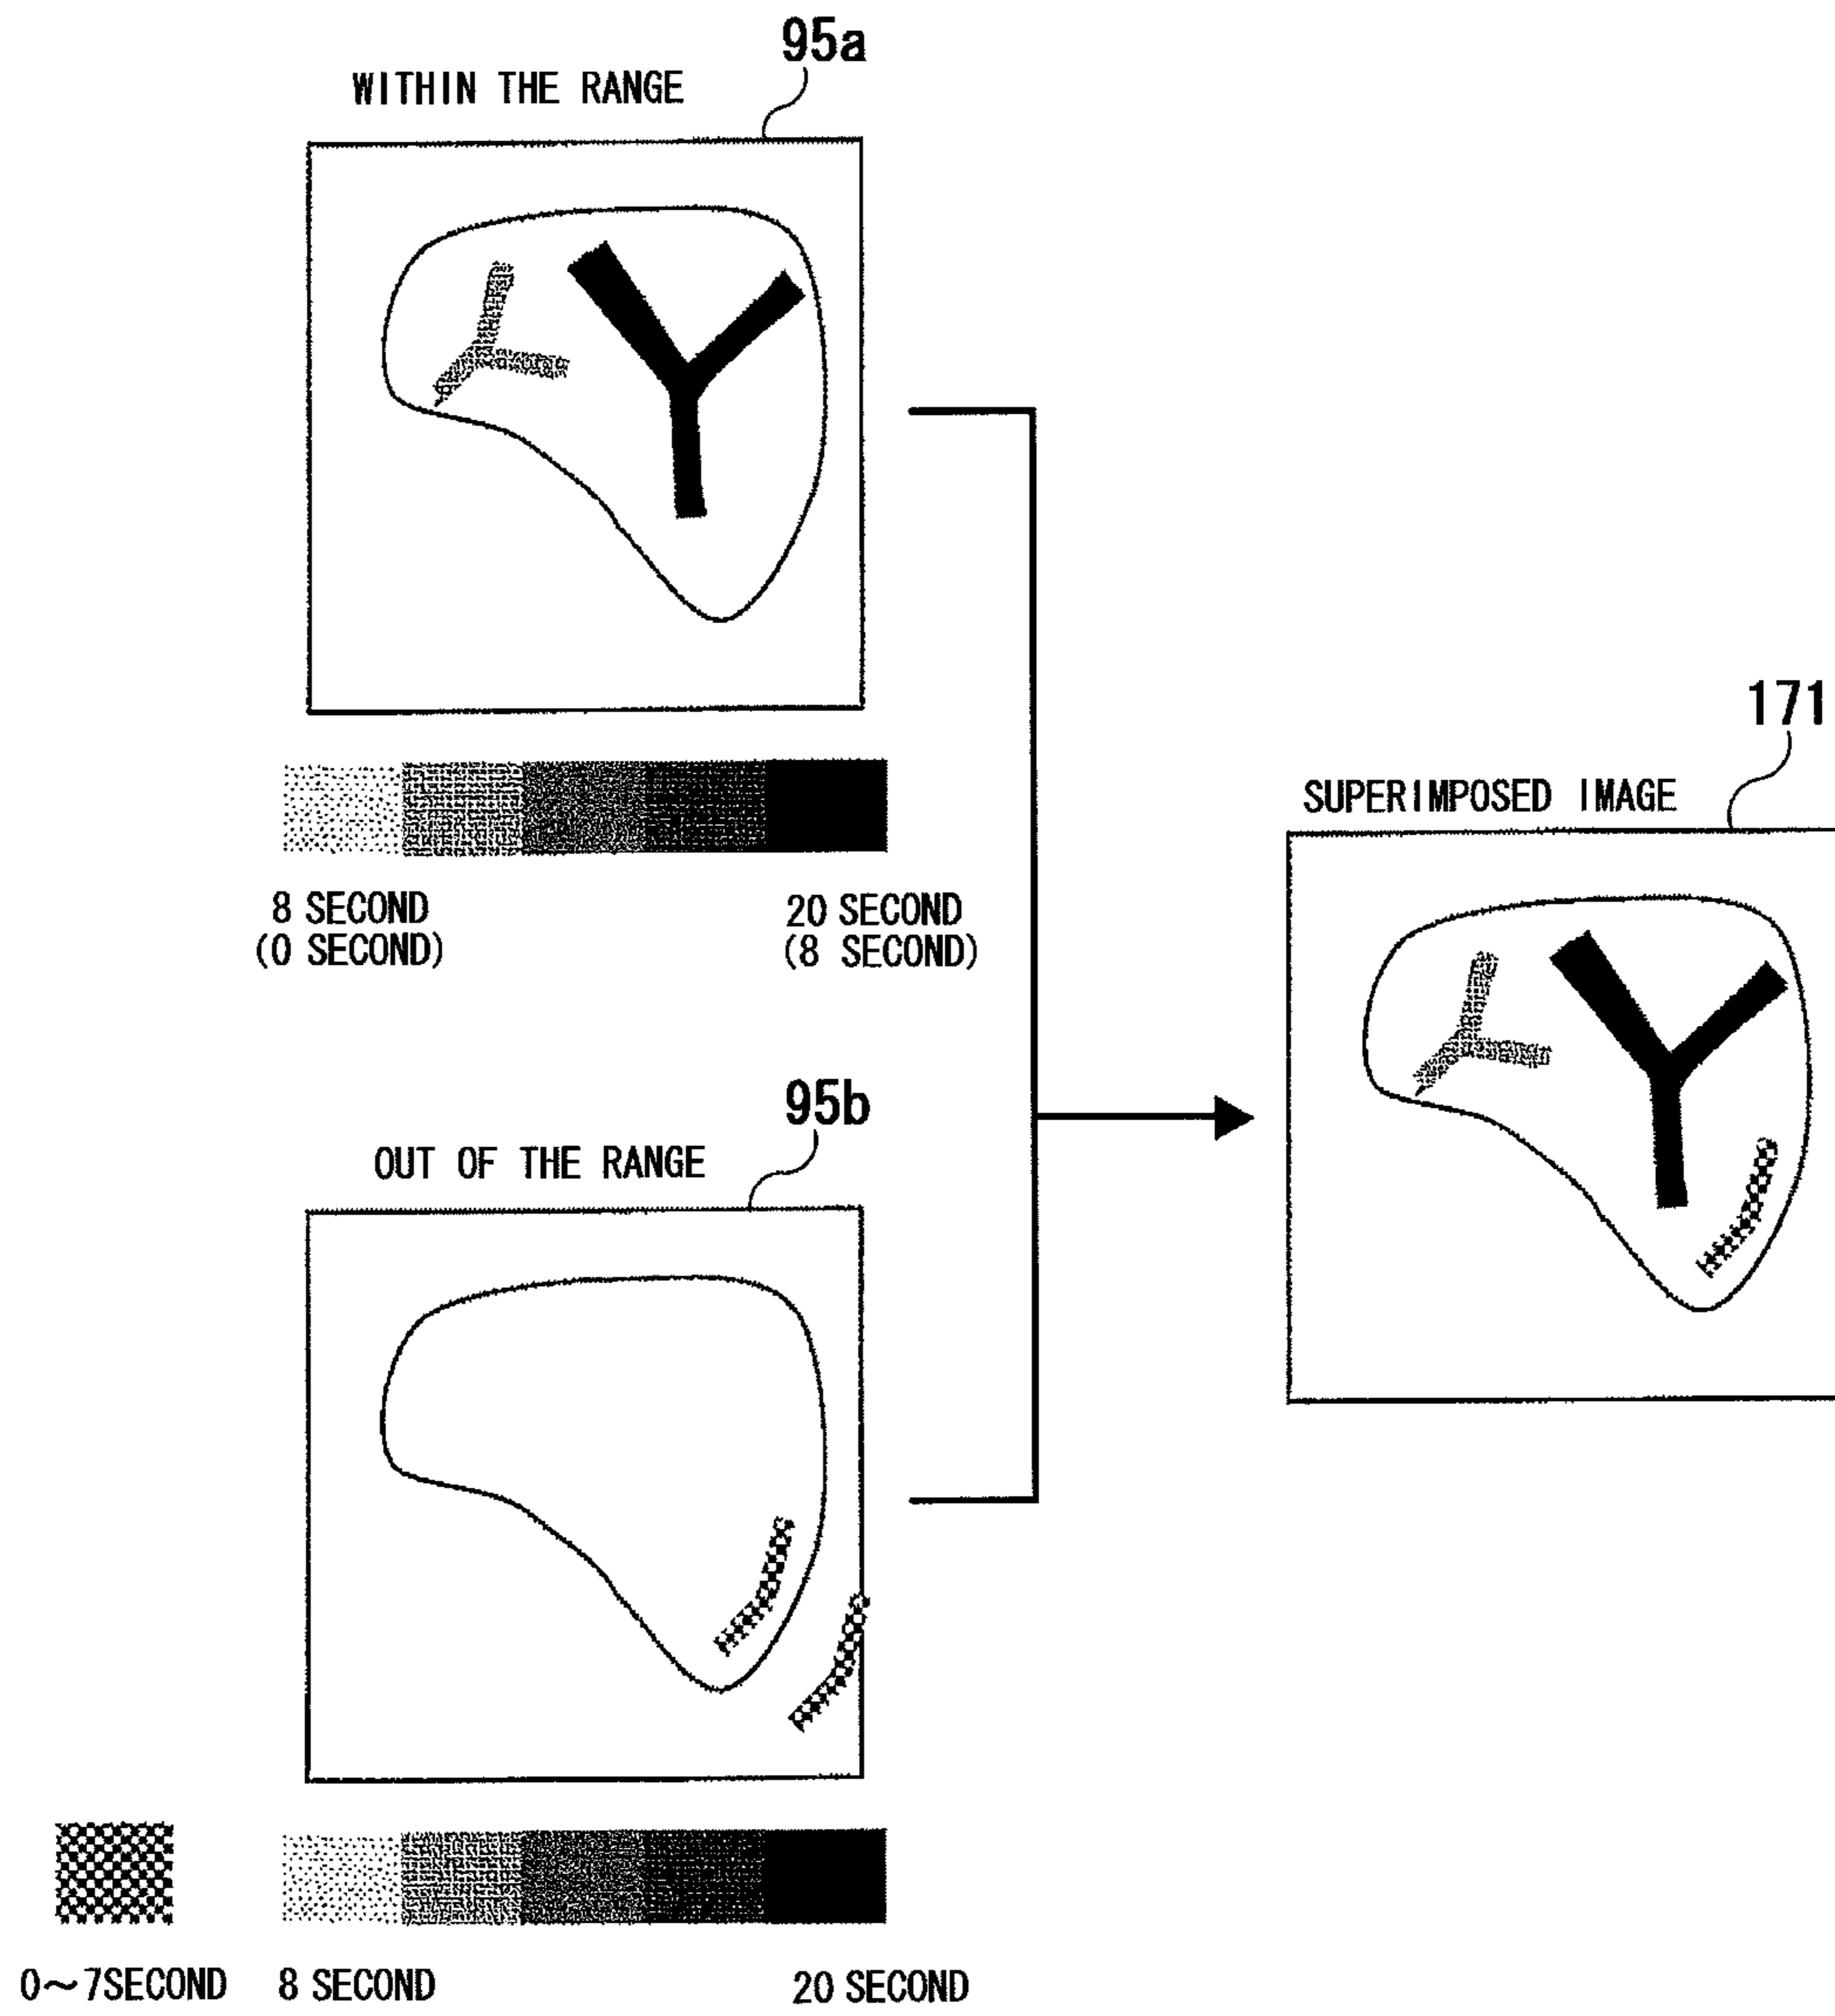 95a
WITHIN THE RANGE
8 SECOND
(0 SECOND)
20 SECOND
(8 SECOND)
171
SUPERIMPOSED IMAGE
95b
OUT OF THE RANGE
0～7SECOND
8 SECOND
20 SECOND